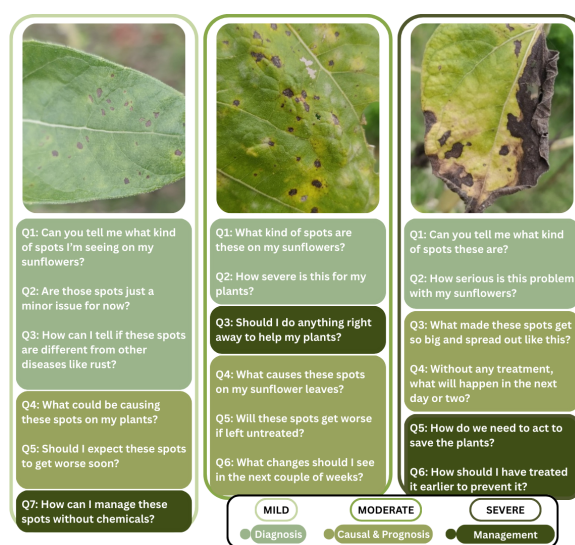 Q1: Can you tell me what kind
of spots I'm seeing on my
sunflowers?
Q2: Are those spots just a
minor issue for now?
Q3: How can I tell if these spots
are different from other
diseases like rust?
Q4: What could be causing
these spots on my plants?
Q5: Should I expect these spots
to get worse soon?
Q7: How can I manage these
spots without chemicals?
Q1: What kind of spots are
these on my sunflowers?
Q2: How severe is this for my
plants?
Q3: Should I do anything right
away to help my plants?
Q4: What causes these spots
on my sunflower leaves?
Q5: Will these spots get worse
if left untreated?
Q6: What changes should I see
in the next couple of weeks?
Q1: Can you tell me what kind
of spots these are?
Q2: How serious is this problem
with my sunflowers?
Q3: What made these spots get
so big and spread out like this?
Q4: Without any treatment,
what will happen in the next
day or two?
Q5: How do we need to act to
save the plants?
Q6: How should I have treated
it earlier to prevent it?
MILD
MODERATE
SEVERE
Diagnosis
Causal & Prognosis
Management